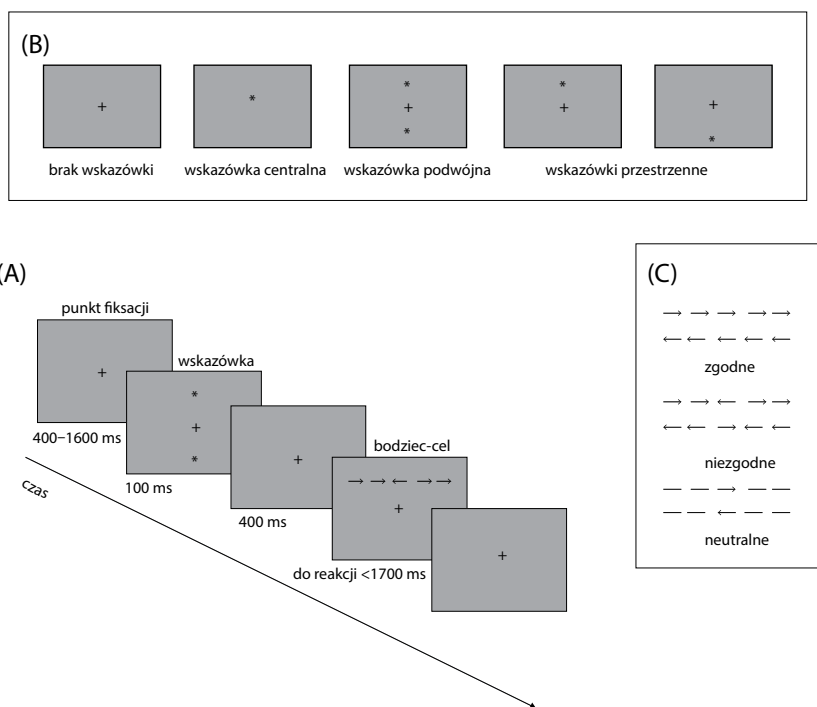 (B)
+
*
*
+
*
*
+
+
*
brak wskazówki
wskazówka centralna
wskazówka podwójna
wskazówki przestrzenne
(A)
punkt fiksacji
+
400–1600 ms
wskazówka
*
+
*
100 ms
+
400 ms
bodziec-cel
→ → ← → →
+
do reakcji <1700 ms
+
czas
(C)
→ → → → →
← ← ← ← ←
zgodne
→ → ← → →
← ← → ← ←
niezgodne
— — → — —
— — ← — —
neutralne